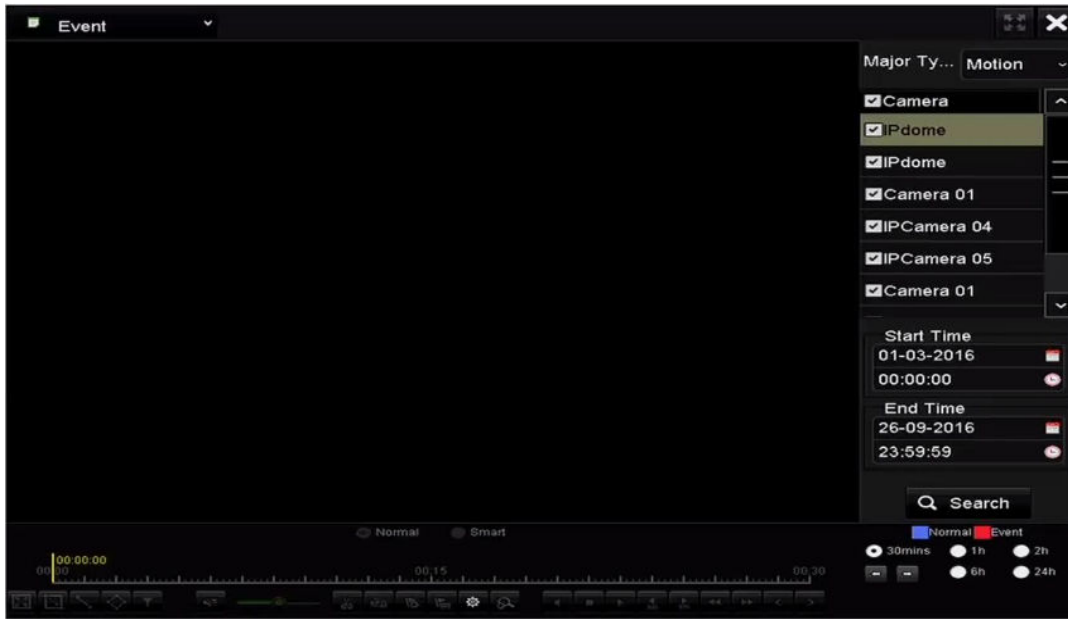 Event
Major Ty... Motion
Camera
IPdome
IPdome
Camera 01
IPCamera 04
IPCamera 05
Camera 01
Start Time
01-03-2016
00:00:00
End Time
26-09-2016
23:59:59
Search
Normal Smart
Normal Event
00:00:00
00:00 00:15 00:30
30mins 1h 2h
6h 24h